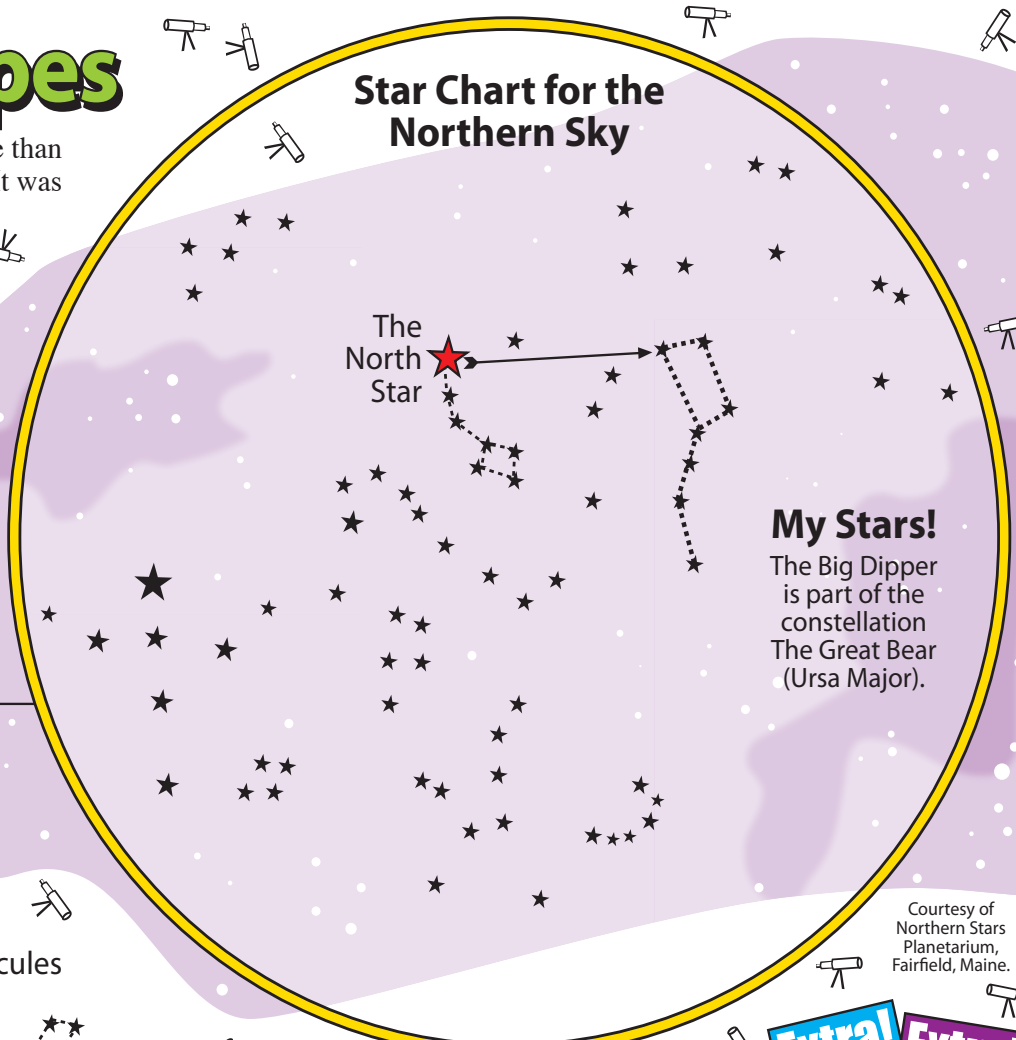 pes
than
t was
Star Chart for the
Northern Sky
The
North
Star
My Stars!
The Big Dipper
is part of the
constellation
The Great Bear
(Ursa Major).
Courtesy of
Northern Stars
Planetarium,
Fairfield, Maine.
cules
Extra!